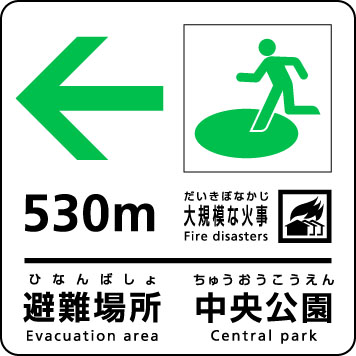 530m
だいきぼなかじ
大規模な火事
Fire disasters
ひなんばしょ
避難場所
Evacuation area
ちゅうおうこうえん
中央公園
Central park